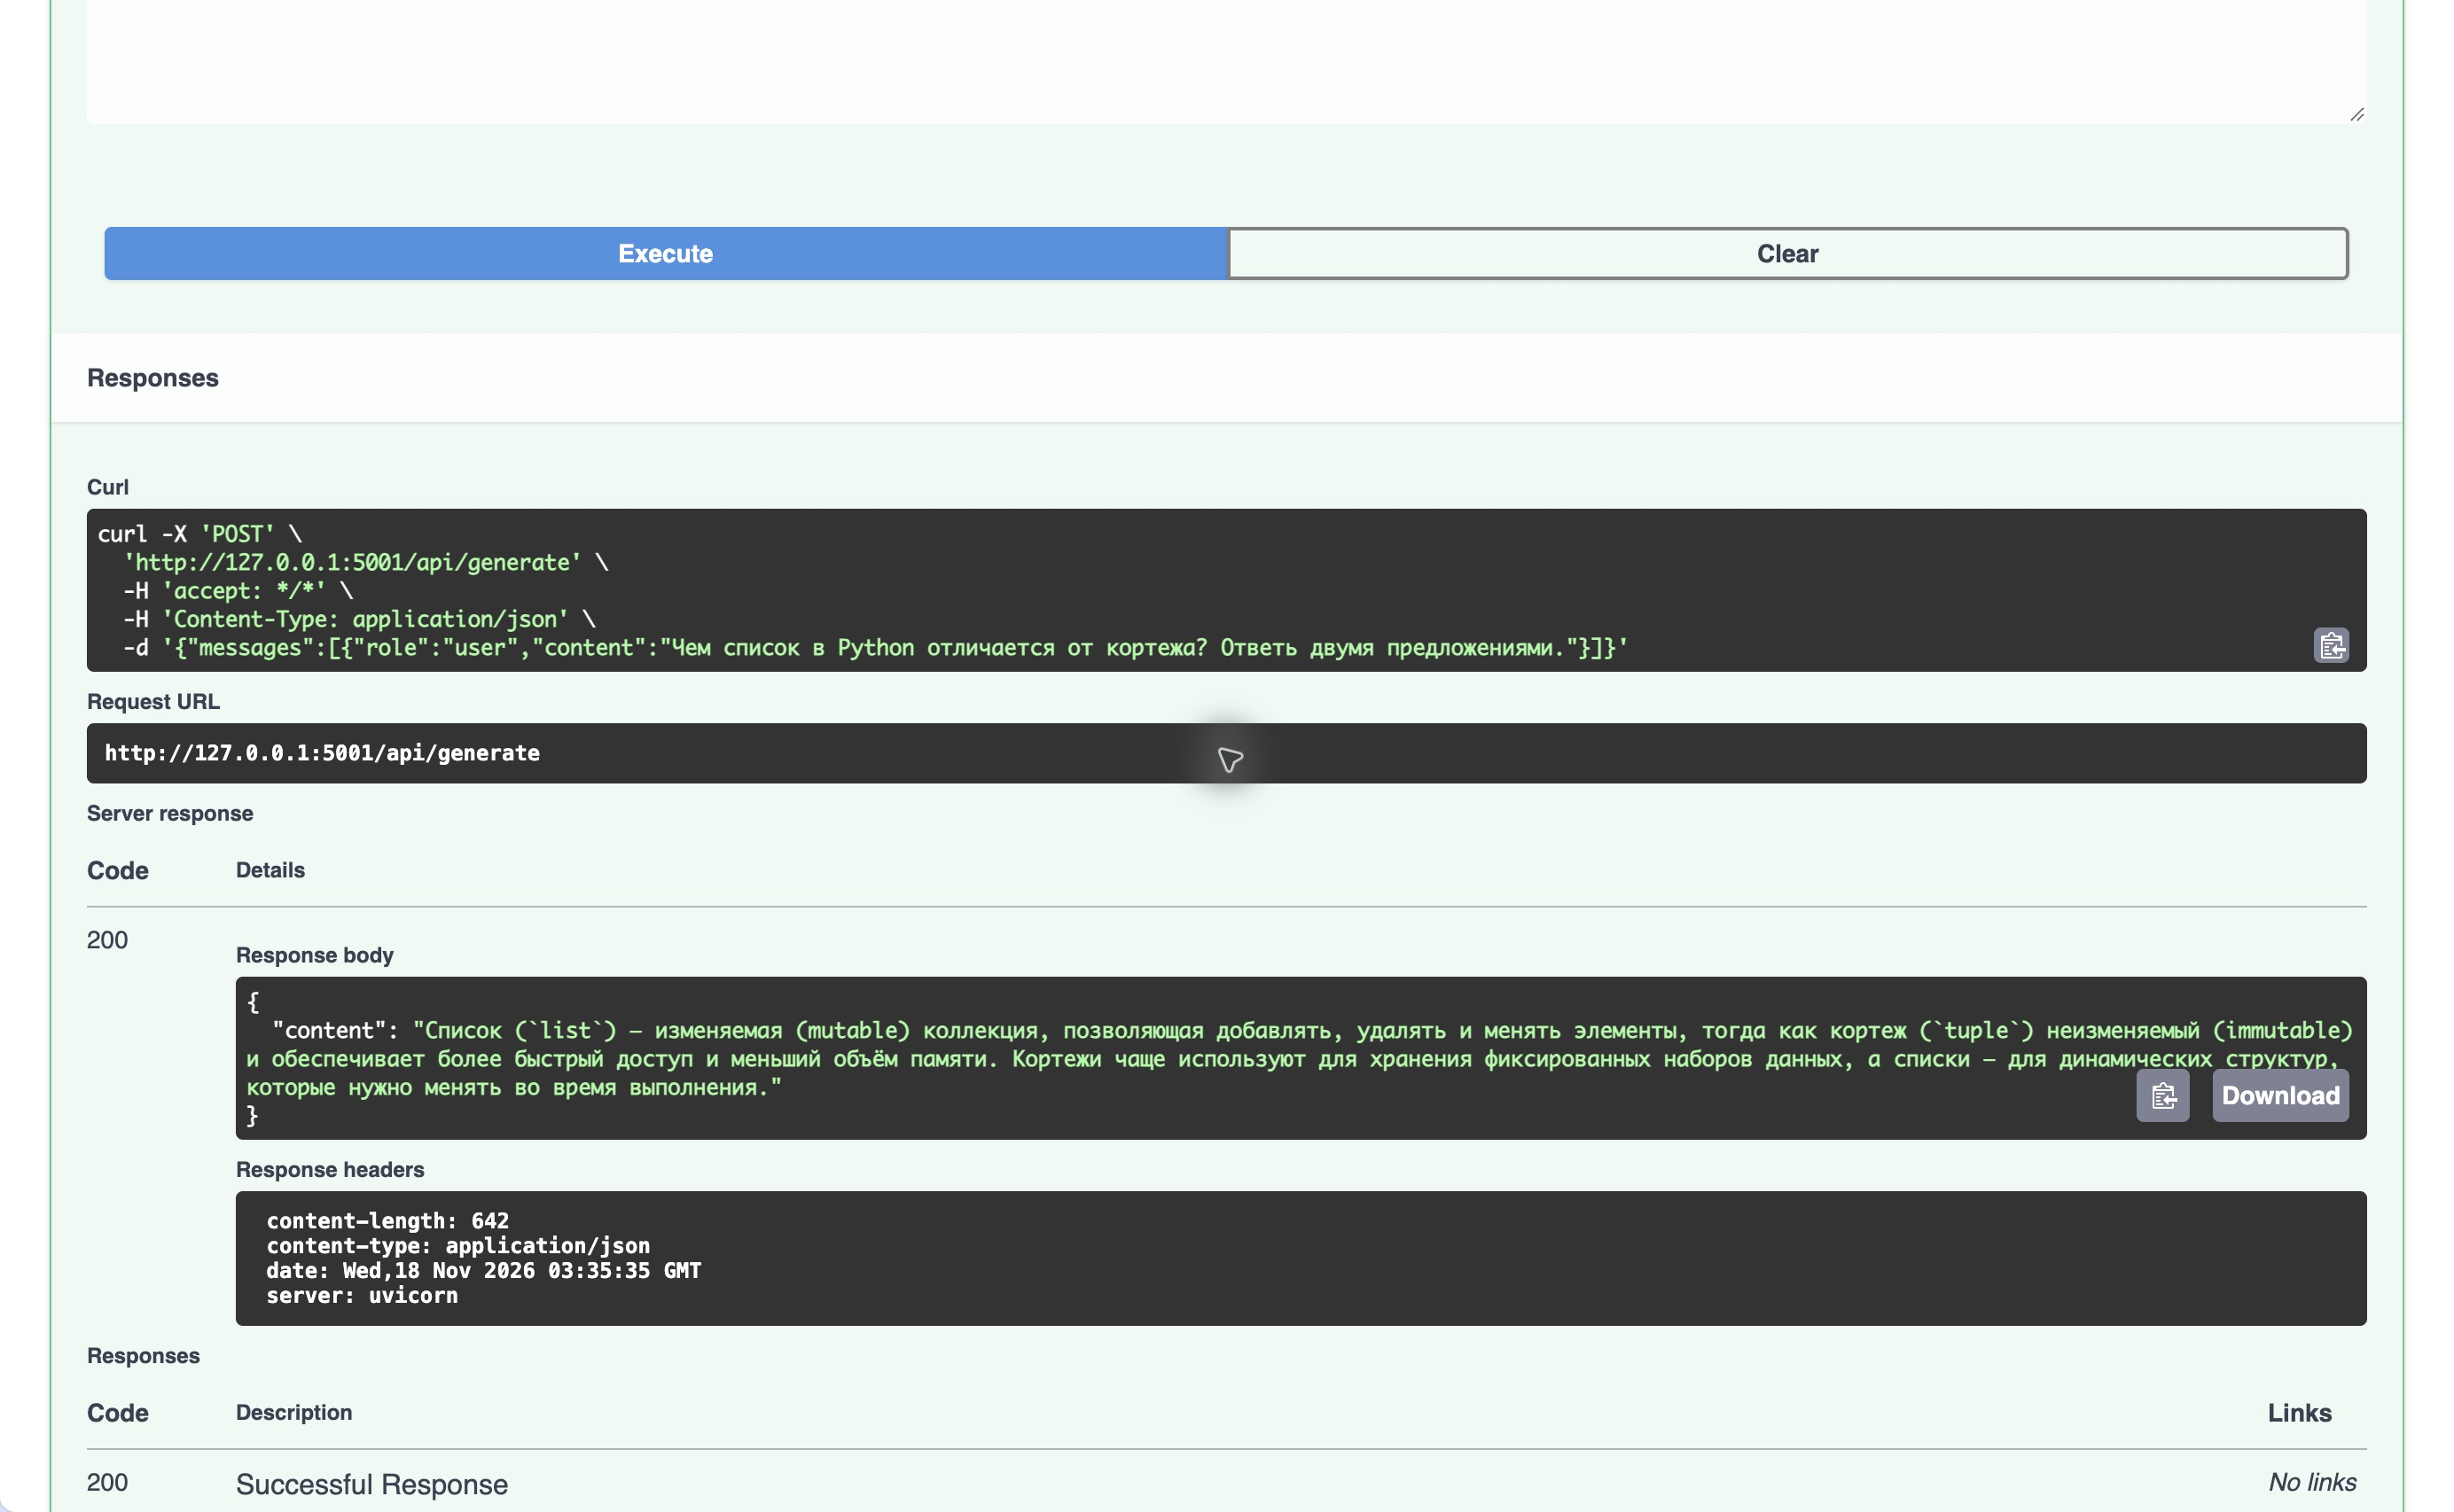 Execute
Clear
Responses
Curl
curl -X 'POST' \
  'http://127.0.0.1:5001/api/generate' \
  -H 'accept: */*' \
  -H 'Content-Type: application/json' \
  -d '{"messages":[{"role":"user","content":"Чем список в Python отличается от кортежа? Ответь двумя предложениями."}]}'
Request URL
http://127.0.0.1:5001/api/generate
Server response
Code Details
200
Response body
{
  "content": "Список (`list`) – изменяемая (mutable) коллекция, позволяющая добавлять, удалять и менять элементы, тогда как кортеж (`tuple`) неизменяемый (immutable)
и обеспечивает более быстрый доступ и меньший объём памяти. Кортежи чаще используют для хранения фиксированных наборов данных, а списки – для динамических структур,
которые нужно менять во время выполнения."
}
Download
Response headers
content-length: 642
content-type: application/json
date: Wed,18 Nov 2026 03:35:35 GMT
server: uvicorn
Responses
Code Description Links
200 Successful Response No links